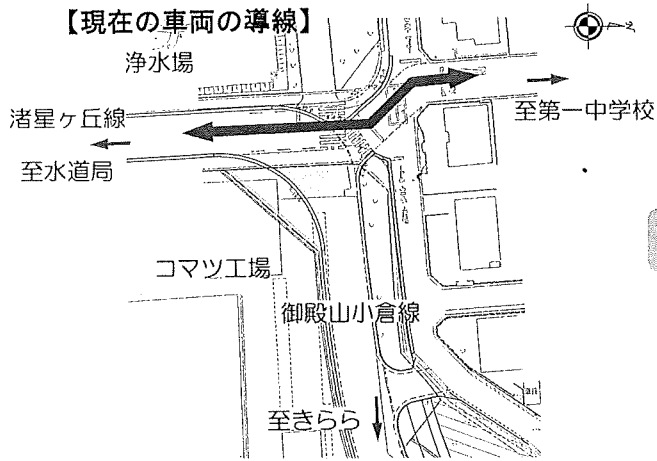 【現在の車両の導線】
浄水場
渚星ヶ丘線
至水道局
至第一中学校
コマツ工場
御殿山小倉線
至きらら